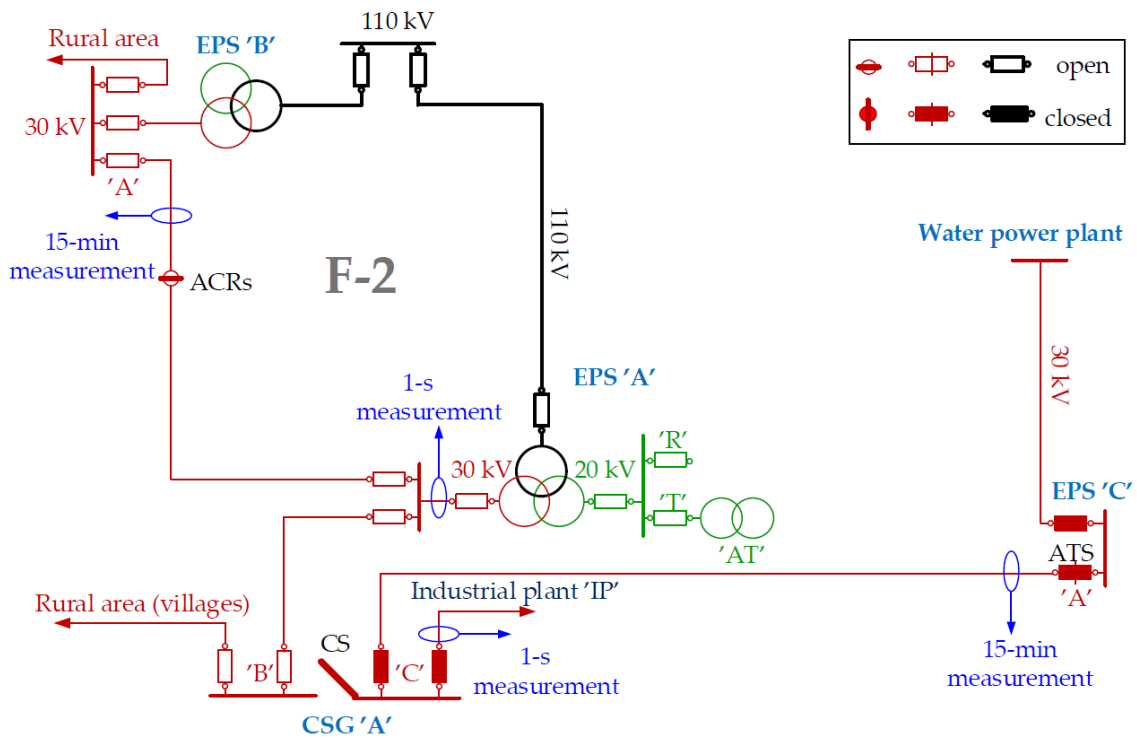 110 kV
Rural area
EPS 'B'
open
30 kV
closed
'A'
15-min
measurement
ACRs
F-2
110 kV
Water power plant
30 kV
EPS 'A'
1-s
measurement
'R'
30 kV
20 kV
'T'
'AT'
EPS 'C'
ATS
'A'
Industrial plant 'IP'
Rural area (villages)
CS
'B'
'C'
1-s
measurement
15-min
measurement
CSG 'A'